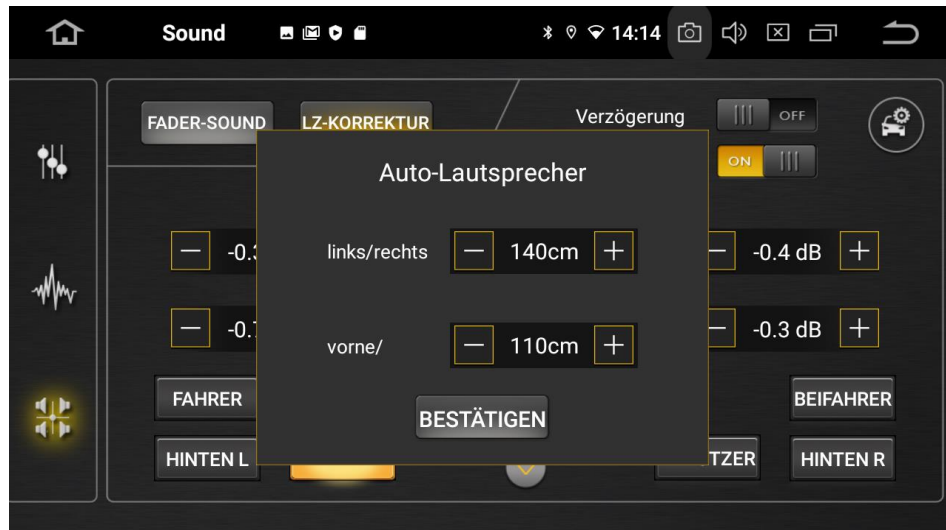 Sound
14:14
FADER-SOUND
LZ-KORREKTUR
Verzögerung
OFF
ON
Auto-Lautsprecher
links/rechts
140cm
vorne/
110cm
BESTÄTIGEN
-0.4 dB
-0.3 dB
FAHRER
BEIFAHRER
HINTEN L
TZER
HINTEN R